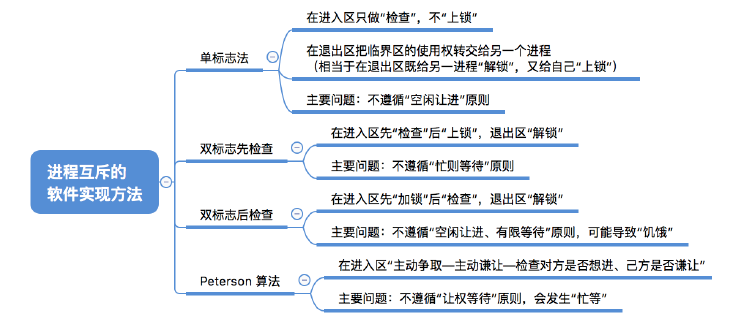 进程互斥的
软件实现方法
单标志法
在进入区只做“检查”，不“上锁”
在退出区把临界区的使用权转交给另一个进程
（相当于在退出区既给另一进程“解锁”，又给自己“上锁”）
主要问题：不遵循“空闲让进”原则
双标志先检查
在进入区先“检查”后“上锁”，退出区“解锁”
主要问题：不遵循“忙则等待”原则
双标志后检查
在进入区先“加锁”后“检查”，退出区“解锁”
主要问题：不遵循“空闲让进、有限等待”原则，可能导致“饥饿”
Peterson 算法
在进入区“主动争取—主动谦让—检查对方是否想进、己方是否谦让”
主要问题：不遵循“让权等待”原则，会发生“忙等”